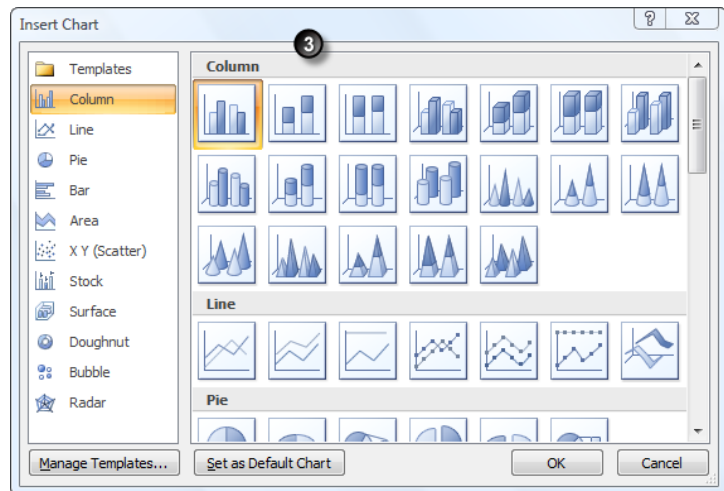 Insert Chart
3
Templates
Column
Line
Pie
Bar
Area
X Y (Scatter)
Stock
Surface
Doughnut
Bubble
Radar
Column
Line
Pie
Manage Templates...
Set as Default Chart
OK
Cancel